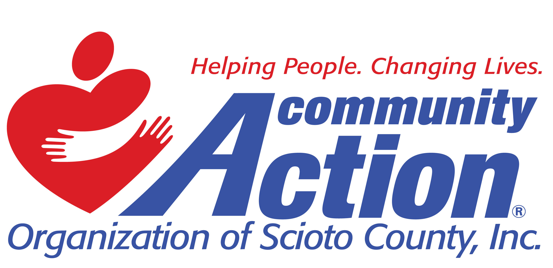 Helping People. Changing Lives.
community
Action®
Organization of Scioto County, Inc.